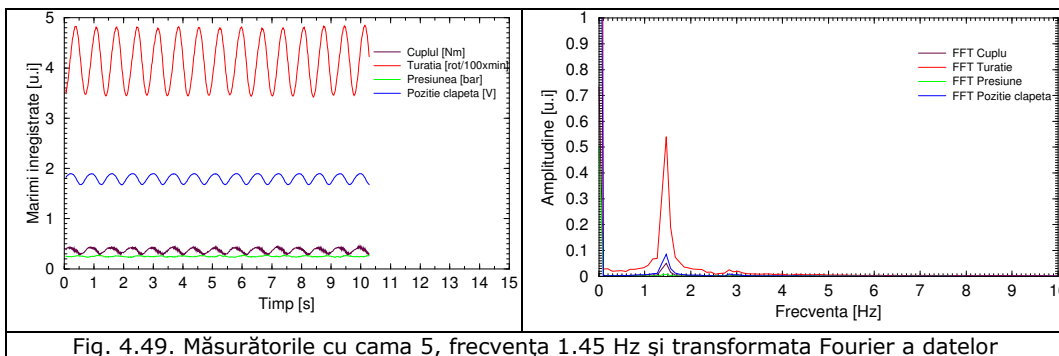 5
4
3
2
1
0
Marimi inregistrate [u.i]
Cuplul [Nm]
Turatia [rot/100xmin]
Presiunea [bar]
Pozitie clapeta [V]
0 1 2 3 4 5 6 7 8 9 10 11 12 13 14 15
Timp [s]
1
0.9
0.8
0.7
0.6
0.5
0.4
0.3
0.2
0.1
0
Amplitudine [u.i]
FFT Cuplu
FFT Turatie
FFT Presiune
FFT Pozitie clapeta
0 1 2 3 4 5 6 7 8 9 10
Frecventa [Hz]
Fig. 4.49. Măsurătorile cu cama 5, frecvența 1.45 Hz și transformata Fourier a datelor